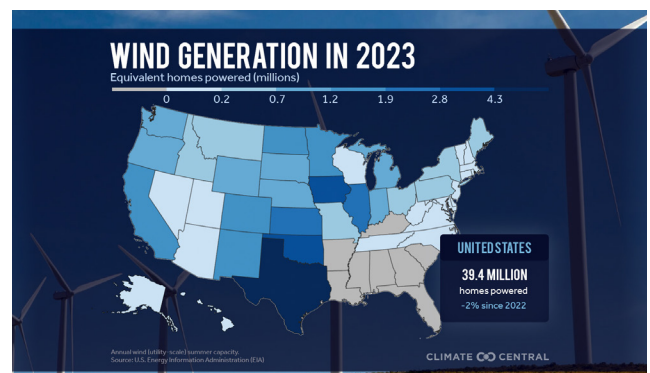 WIND GENERATION IN 2023
Equivalent homes powered (millions)
0 0.2 0.7 1.2 1.9 2.8 4.3
UNITED STATES
39.4 MILLION
homes powered
-2% since 2022
Annual wind (utility-scale) summer capacity.
Source: U.S. Energy Information Administration (EIA)
CLIMATE CENTRAL